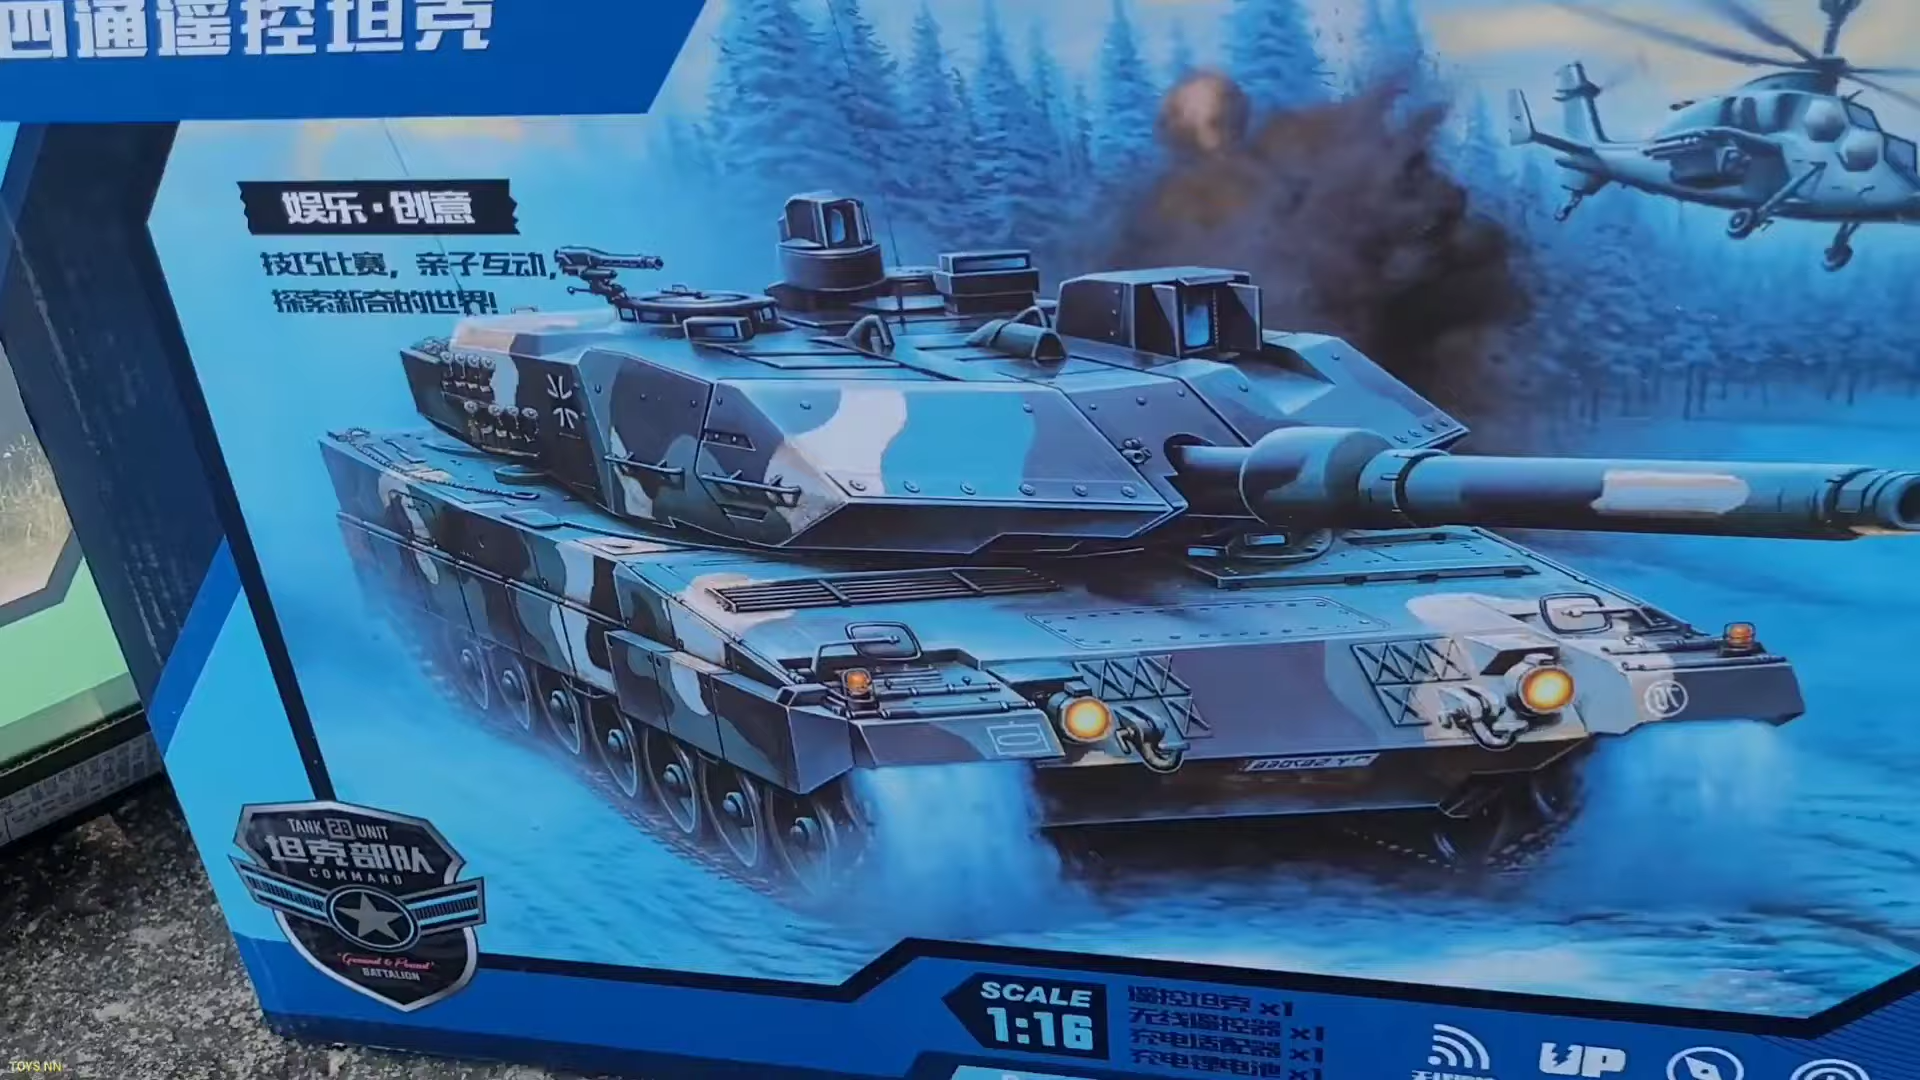 四通遥控坦克
娱乐·创意
技巧比赛，亲子互动，
探索新奇的世界!
TANK 28 UNIT
坦克部队
COMMAND
BATTALION
SCALE
1:16
遥控坦克 x1
无线遥控器 x1
充电适配器 x1
充电锂电池 x1
UP
TOYS NN